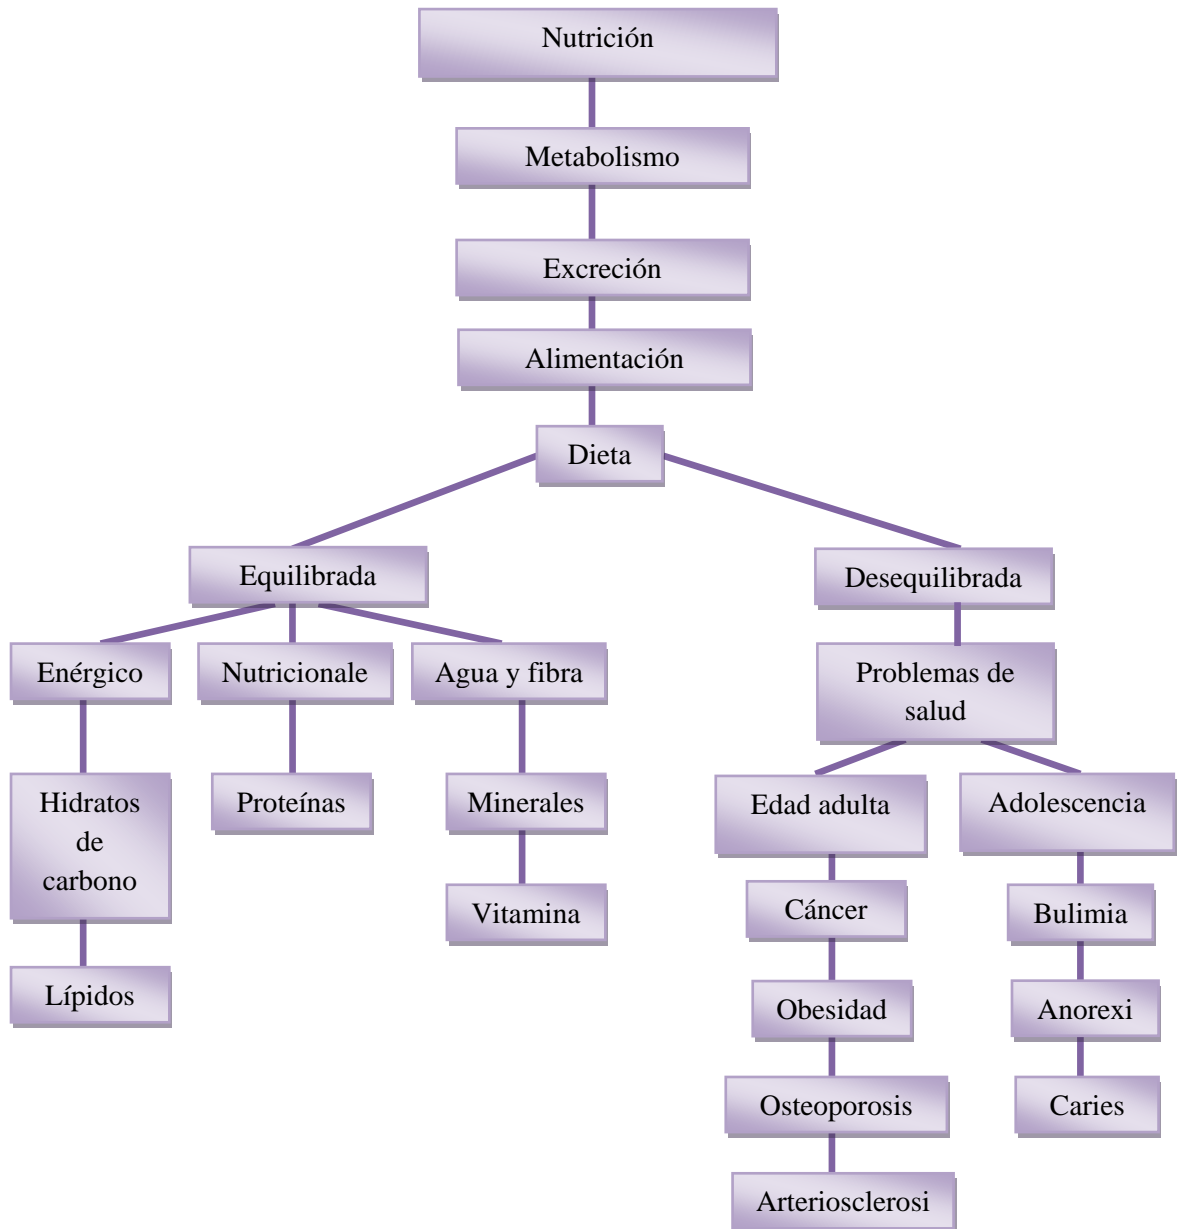 Nutrición
Metabolismo
Excreción
Alimentación
Dieta
Equilibrada
Desequilibrada
Enérgico
Nutricionale
Agua y fibra
Problemas de
salud
Hidratos
de
carbono
Proteínas
Minerales
Edad adulta
Adolescencia
Vitamina
Cáncer
Bulimia
Lípidos
Obesidad
Anorexi
Osteoporosis
Caries
Arteriosclerosi